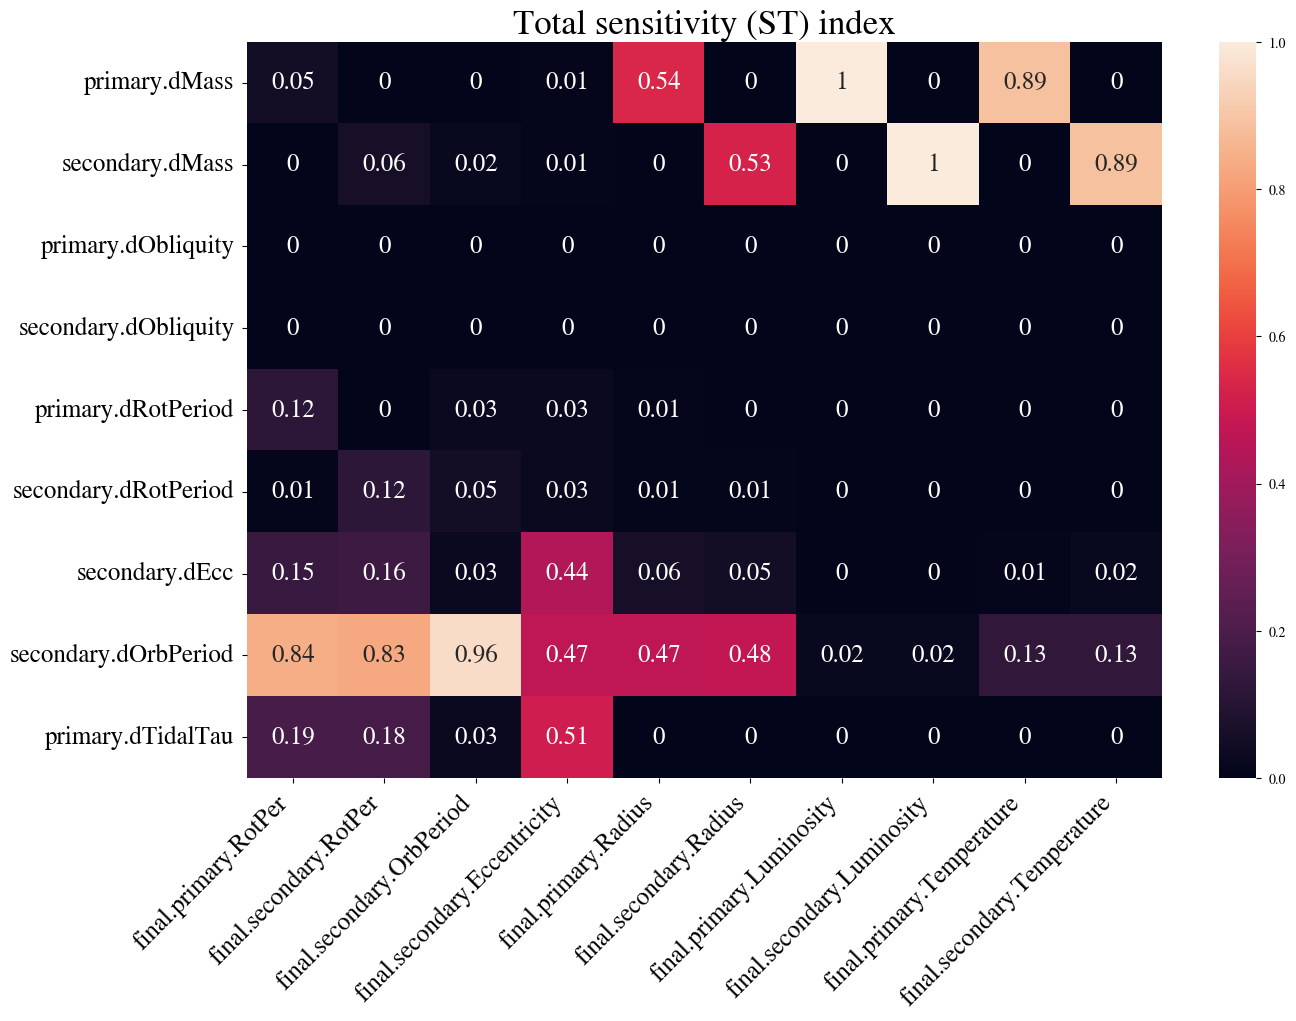 Total sensitivity (ST) index
primary.dMass 0.05 0 0 0.01 0.54 0 1 0 0.89 0
secondary.dMass 0 0.06 0.02 0.01 0 0.53 0 1 0 0.89
primary.dObliquity 0 0 0 0 0 0 0 0 0 0
secondary.dObliquity 0 0 0 0 0 0 0 0 0 0
primary.dRotPeriod 0.12 0 0.03 0.03 0.01 0 0 0 0 0
secondary.dRotPeriod 0.01 0.12 0.05 0.03 0.01 0.01 0 0 0 0
secondary.dEcc 0.15 0.16 0.03 0.44 0.06 0.05 0 0 0.01 0.02
secondary.dOrbPeriod 0.84 0.83 0.96 0.47 0.47 0.48 0.02 0.02 0.13 0.13
primary.dTidalTau 0.19 0.18 0.03 0.51 0 0 0 0 0 0
final.primary.RotPer
final.secondary.RotPer
final.secondary.OrbPeriod
final.secondary.Eccentricity
final.primary.Radius
final.secondary.Radius
final.primary.Luminosity
final.secondary.Luminosity
final.primary.Temperature
final.secondary.Temperature
1.0
0.8
0.6
0.4
0.2
0.0